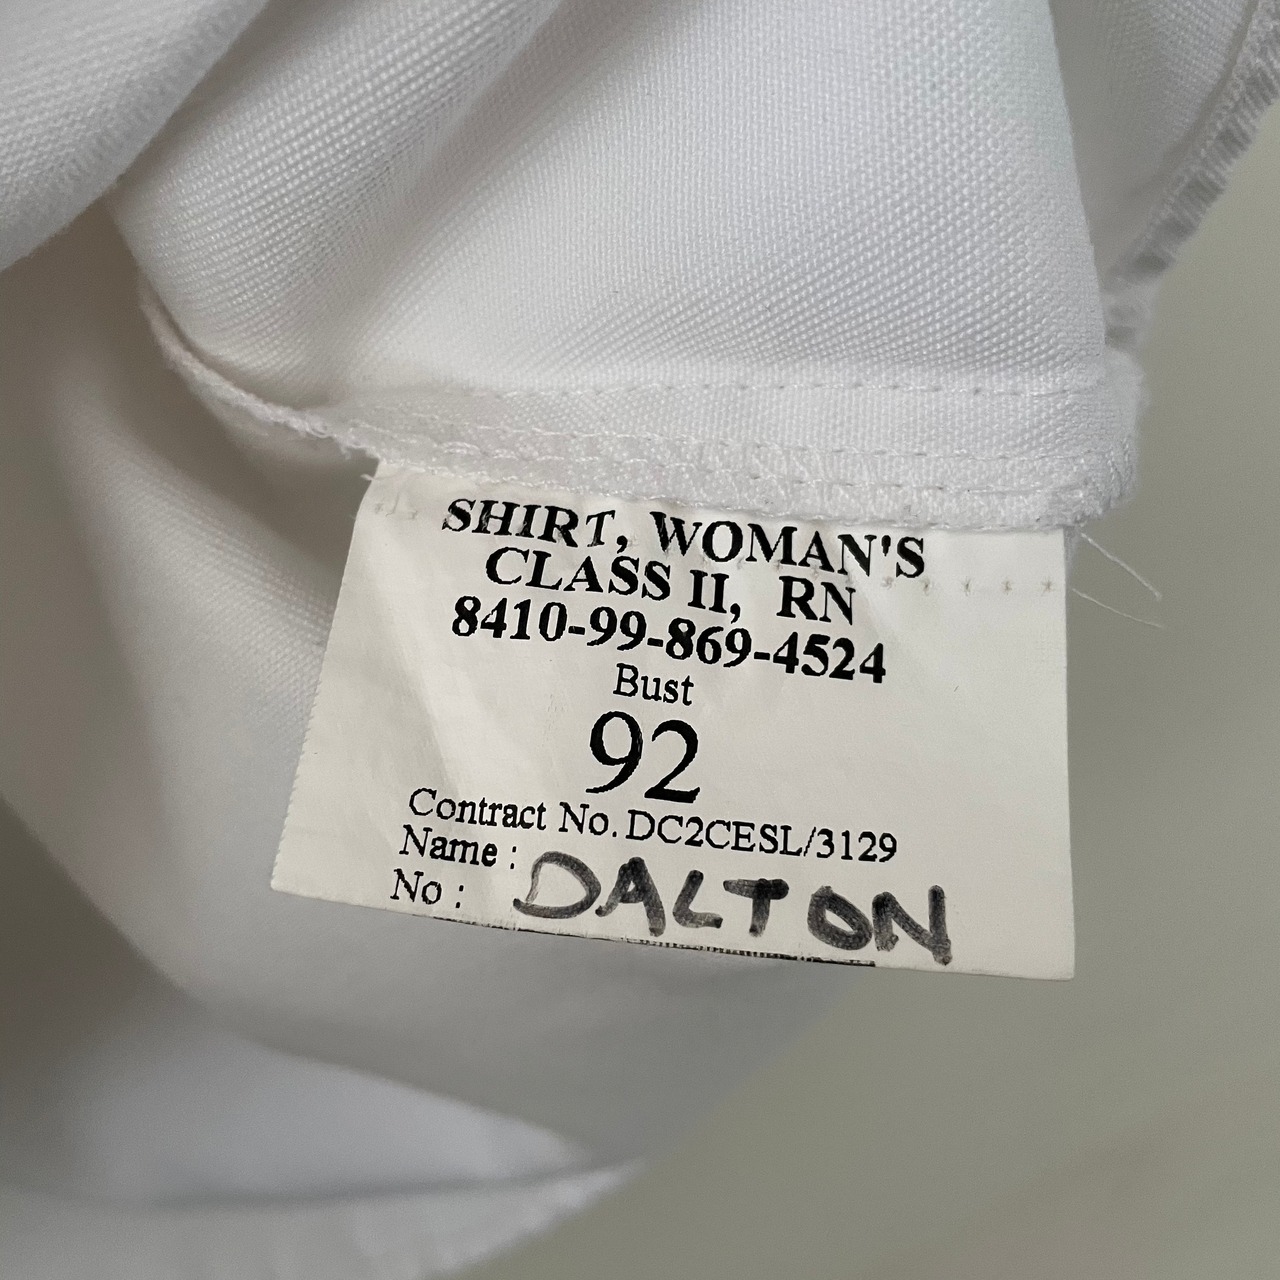 SHIRT, WOMAN'S
CLASS II, RN
8410-99-869-4524
Bust
92
Contract No. DC2CESL/3129
Name :
No : DALTON